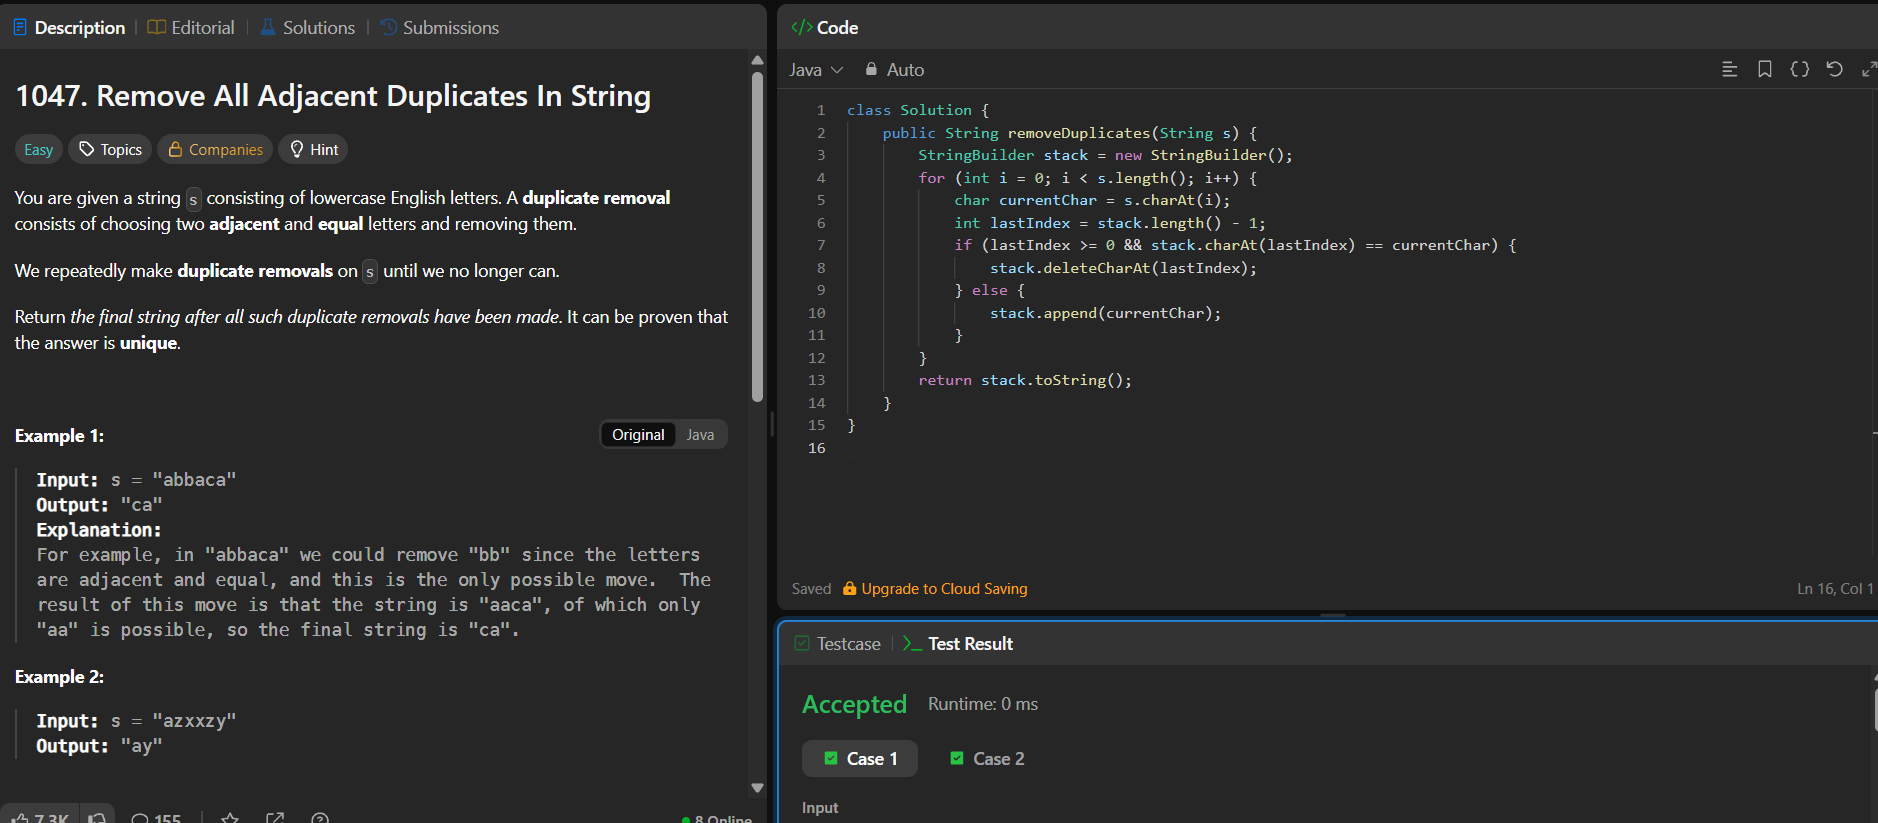 Description
Editorial
Solutions
Submissions
1047. Remove All Adjacent Duplicates In String
Easy
Topics
Companies
Hint
You are given a string s consisting of lowercase English letters. A duplicate removal
consists of choosing two adjacent and equal letters and removing them.
We repeatedly make duplicate removals on s until we no longer can.
Return the final string after all such duplicate removals have been made. It can be proven that
the answer is unique.
Example 1:
Original
Java
Input: s = "abbaca"
Output: "ca"
Explanation:
For example, in "abbaca" we could remove "bb" since the letters
are adjacent and equal, and this is the only possible move.  The
result of this move is that the string is "aaca", of which only
"aa" is possible, so the final string is "ca".
Example 2:
Input: s = "azxxzy"
Output: "ay"
7.3K
155
8 Online
</> Code
Java
Auto
1 class Solution {
2     public String removeDuplicates(String s) {
3         StringBuilder stack = new StringBuilder();
4         for (int i = 0; i < s.length(); i++) {
5             char currentChar = s.charAt(i);
6             int lastIndex = stack.length() - 1;
7             if (lastIndex >= 0 && stack.charAt(lastIndex) == currentChar) {
8                 stack.deleteCharAt(lastIndex);
9             } else {
10                 stack.append(currentChar);
11             }
12         }
13         return stack.toString();
14     }
15 }
16
Saved
Upgrade to Cloud Saving
Ln 16, Col 1
Testcase
>_ Test Result
Accepted
Runtime: 0 ms
Case 1
Case 2
Input